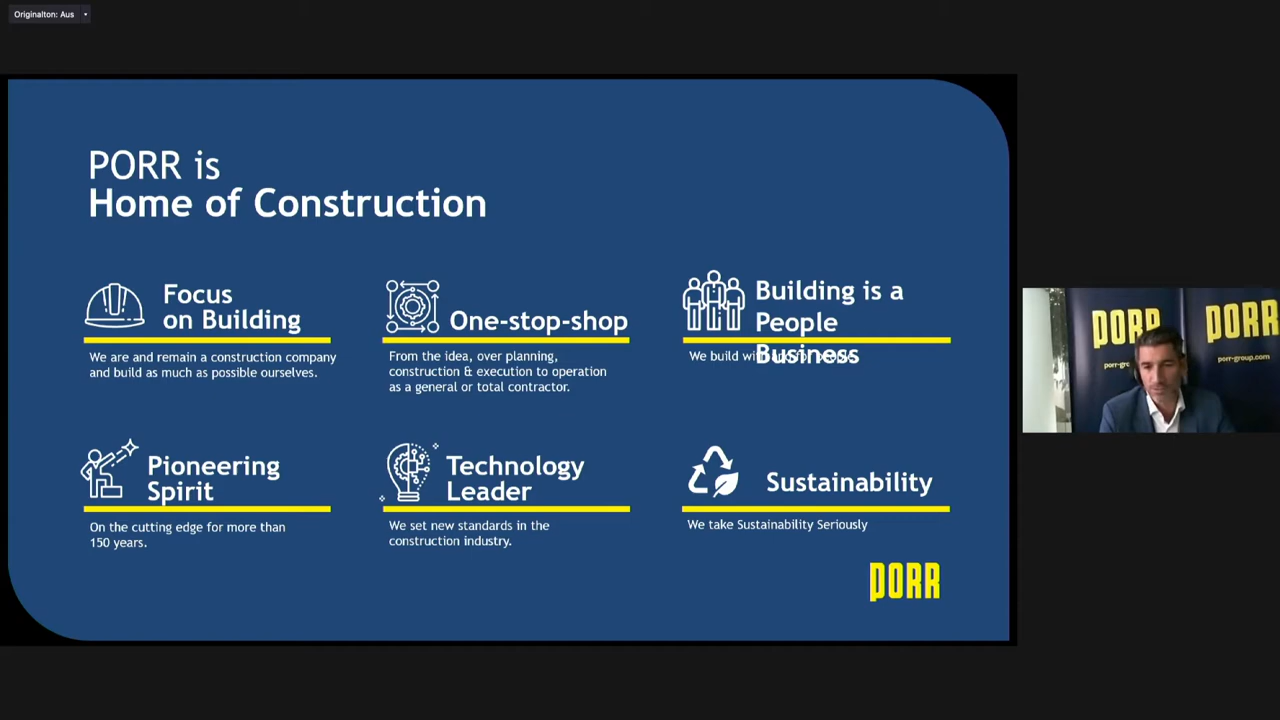 Originalton: Aus
PORR is
Home of Construction
Focus
on Building
We are and remain a construction company
and build as much as possible ourselves.
One-stop-shop
From the idea, over planning,
construction & execution to operation
as a general or total contractor.
Building is a
People
Business
We build with
Pioneering
Spirit
On the cutting edge for more than
150 years.
Technology
Leader
We set new standards in the
construction industry.
Sustainability
We take Sustainability Seriously
PORR
PORR
PORR
porr-group.com